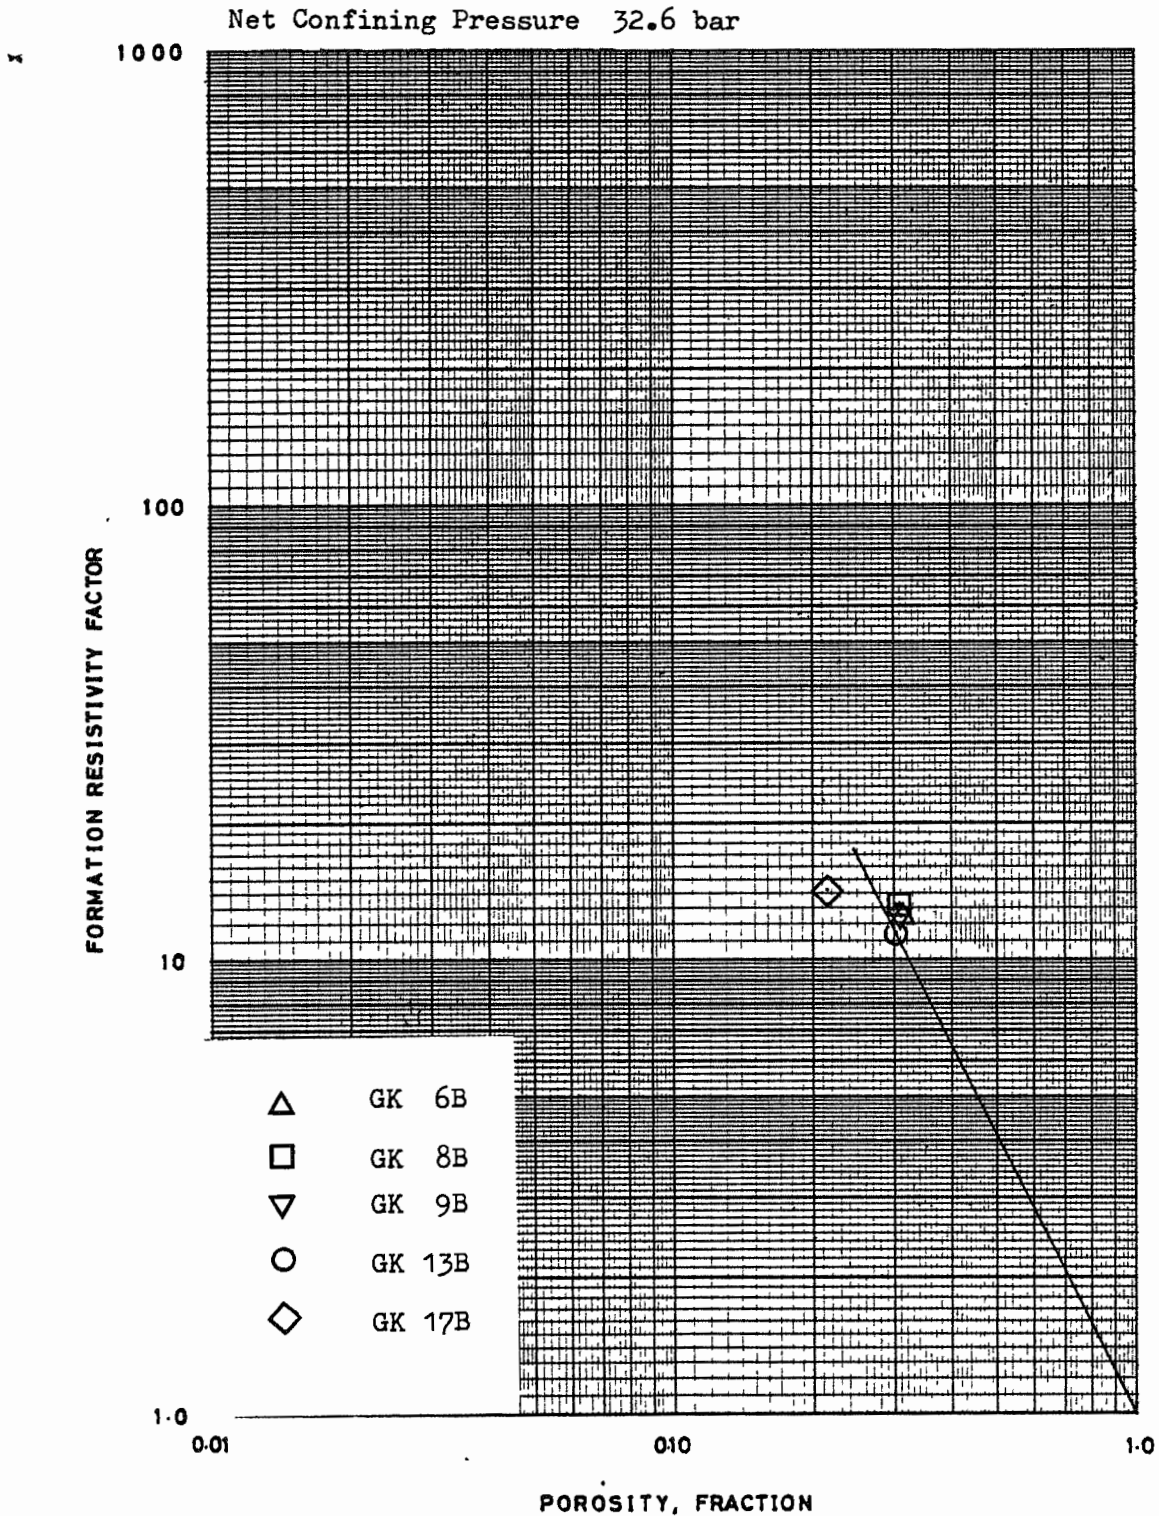 Net Confining Pressure 32.6 bar
1000
100
FORMATION RESISTIVITY FACTOR
10
GK 6B
GK 8B
GK 9B
GK 13B
GK 17B
1.0
0.01
0.10
1.0
POROSITY, FRACTION